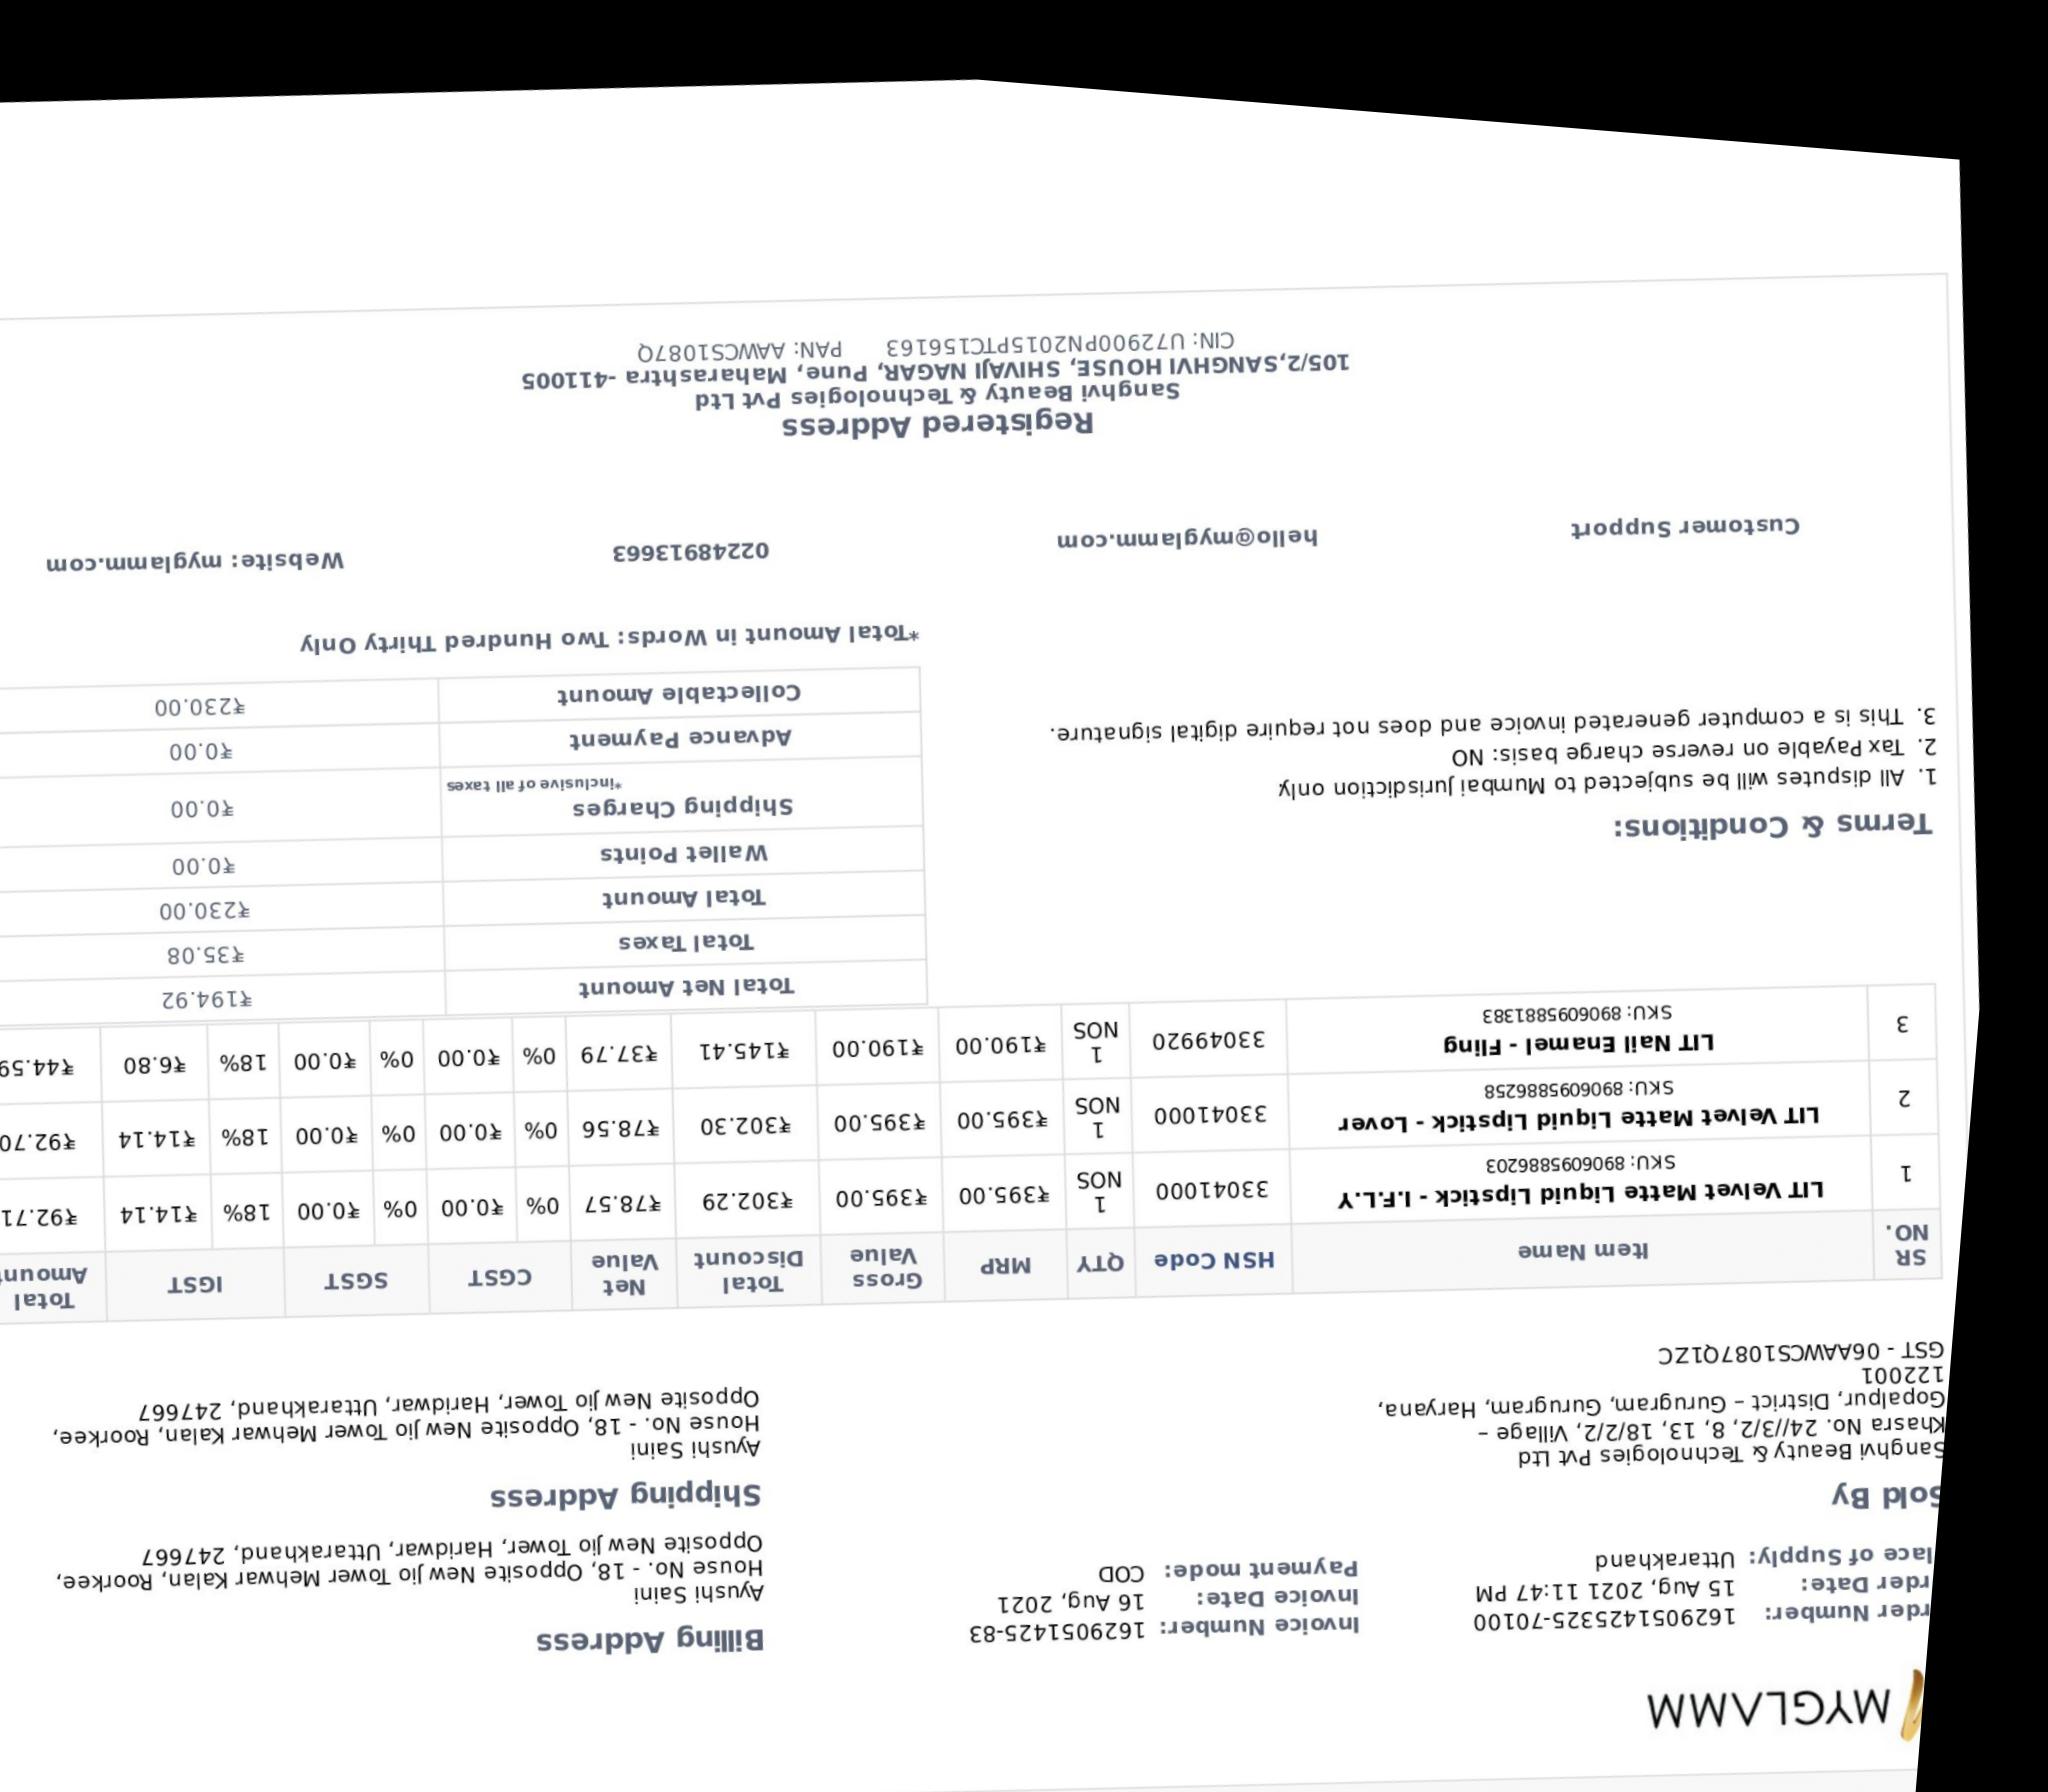 MYGLAMM
rder Number: 16290514253­25-70100
rder Date: 15 Aug, 2021 11:47 PM
lace of Supply: Uttarakhand
Invoice Number: 1629051425-83
Invoice Date: 16 Aug, 2021
Payment mode: COD
Billing Address
Ayushi Saini
House No. - 18, Opposite New Jio Tower Mehwar Kalan, Roorkee,
Opposite New Jio Tower, Haridwar, Uttarakhand, 247667
Sold By
Sanghvi Beauty & Technologies Pvt Ltd
Khasra No. 24//3/2, 8, 13, 18/2/2, Village –
Gopalpur, District – Gurugram, Gurugram, Haryana,
122001
GST - 06AAWCS1087Q1ZC
Shipping Address
Ayushi Saini
House No. - 18, Opposite New Jio Tower Mehwar Kalan, Roorkee,
Opposite New Jio Tower, Haridwar, Uttarakhand, 247667
SR NO. Item Name HSN Code QTY MRP Gross Value Total Discount Net Value CGST SGST IGST Total Amoun
1 LIT Velvet Matte Liquid Lipstick - I.F.L.Y 33041000 1 NOS ₹395.00 ₹395.00 ₹302.29 ₹78.57 0% ₹0.00 0% ₹0.00 18% ₹14.14 ₹92.71
SKU: 8906095886203
2 LIT Velvet Matte Liquid Lipstick - Lover 33041000 1 NOS ₹395.00 ₹395.00 ₹302.30 ₹78.56 0% ₹0.00 0% ₹0.00 18% ₹14.14 ₹92.70
SKU: 8906095886258
3 LIT Nail Enamel - Fling 33049920 1 NOS ₹190.00 ₹190.00 ₹145.41 ₹37.79 0% ₹0.00 0% ₹0.00 18% ₹6.80 ₹44.59
SKU: 8906095881383
Total Net Amount ₹194.92
Total Taxes ₹35.08
Total Amount ₹230.00
Wallet Points ₹0.00
Shipping Charges ₹0.00
*inclusive of all taxes
Advance Payment ₹0.00
Collectable Amount ₹230.00
*Total Amount in Words: Two Hundred Thirty Only
Terms & Conditions:
1. All disputes will be subjected to Mumbai jurisdiction only
2. Tax Payable on reverse charge basis: NO
3. This is a computer generated invoice and does not require digital signature.
Customer Support hello@myglamm.com 02248913663 Website: myglamm.com
Registered Address
Sanghvi Beauty & Technologies Pvt Ltd
105/2,SANGHVI HOUSE, SHIVAJI NAGAR, Pune, Maharashtra -411005
CIN: U72900PN2015PTC156163 PAN: AAWCS1087Q